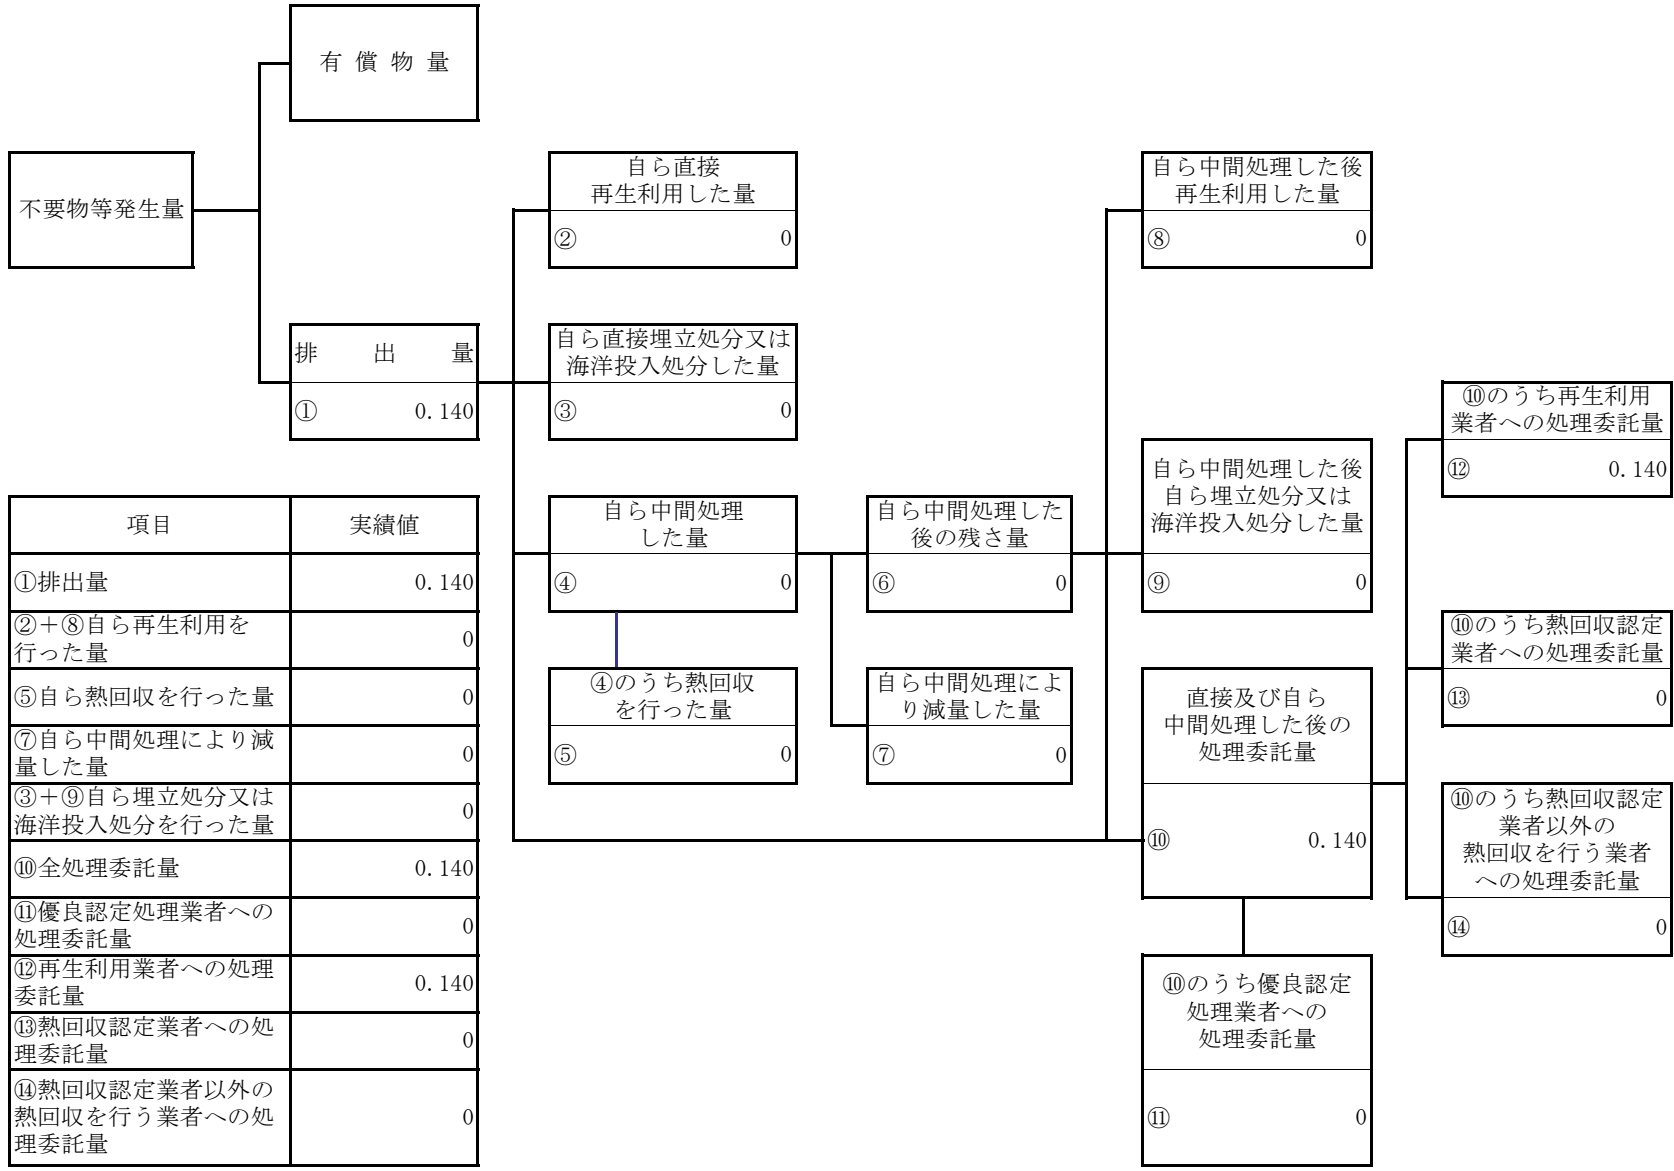 有償物量
不要物等発生量
排出量
① 0.140
自ら直接
再生利用した量
② 0
自ら直接埋立処分又は
海洋投入処分した量
③ 0
自ら中間処理
した量
④ 0
④のうち熱回収
を行った量
⑤ 0
自ら中間処理した
後の残さ量
⑥ 0
自ら中間処理によ
り減量した量
⑦ 0
自ら中間処理した後
再生利用した量
⑧ 0
自ら中間処理した後
自ら埋立処分又は
海洋投入処分した量
⑨ 0
直接及び自ら
中間処理した後の
処理委託量
⑩ 0.140
⑩のうち優良認定
処理業者への
処理委託量
⑪ 0
⑩のうち再生利用
業者への処理委託量
⑫ 0.140
⑩のうち熱回収認定
業者への処理委託量
⑬ 0
⑩のうち熱回収認定
業者以外の
熱回収を行う業者
への処理委託量
⑭ 0
項目 実績値
①排出量 0.140
②＋⑧自ら再生利用を
行った量 0
⑤自ら熱回収を行った量 0
⑦自ら中間処理により減
量した量 0
③＋⑨自ら埋立処分又は
海洋投入処分を行った量 0
⑩全処理委託量 0.140
⑪優良認定処理業者への
処理委託量 0
⑫再生利用業者への処理
委託量 0.140
⑬熱回収認定業者への処
理委託量 0
⑭熱回収認定業者以外の
熱回収を行う業者への処
理委託量 0